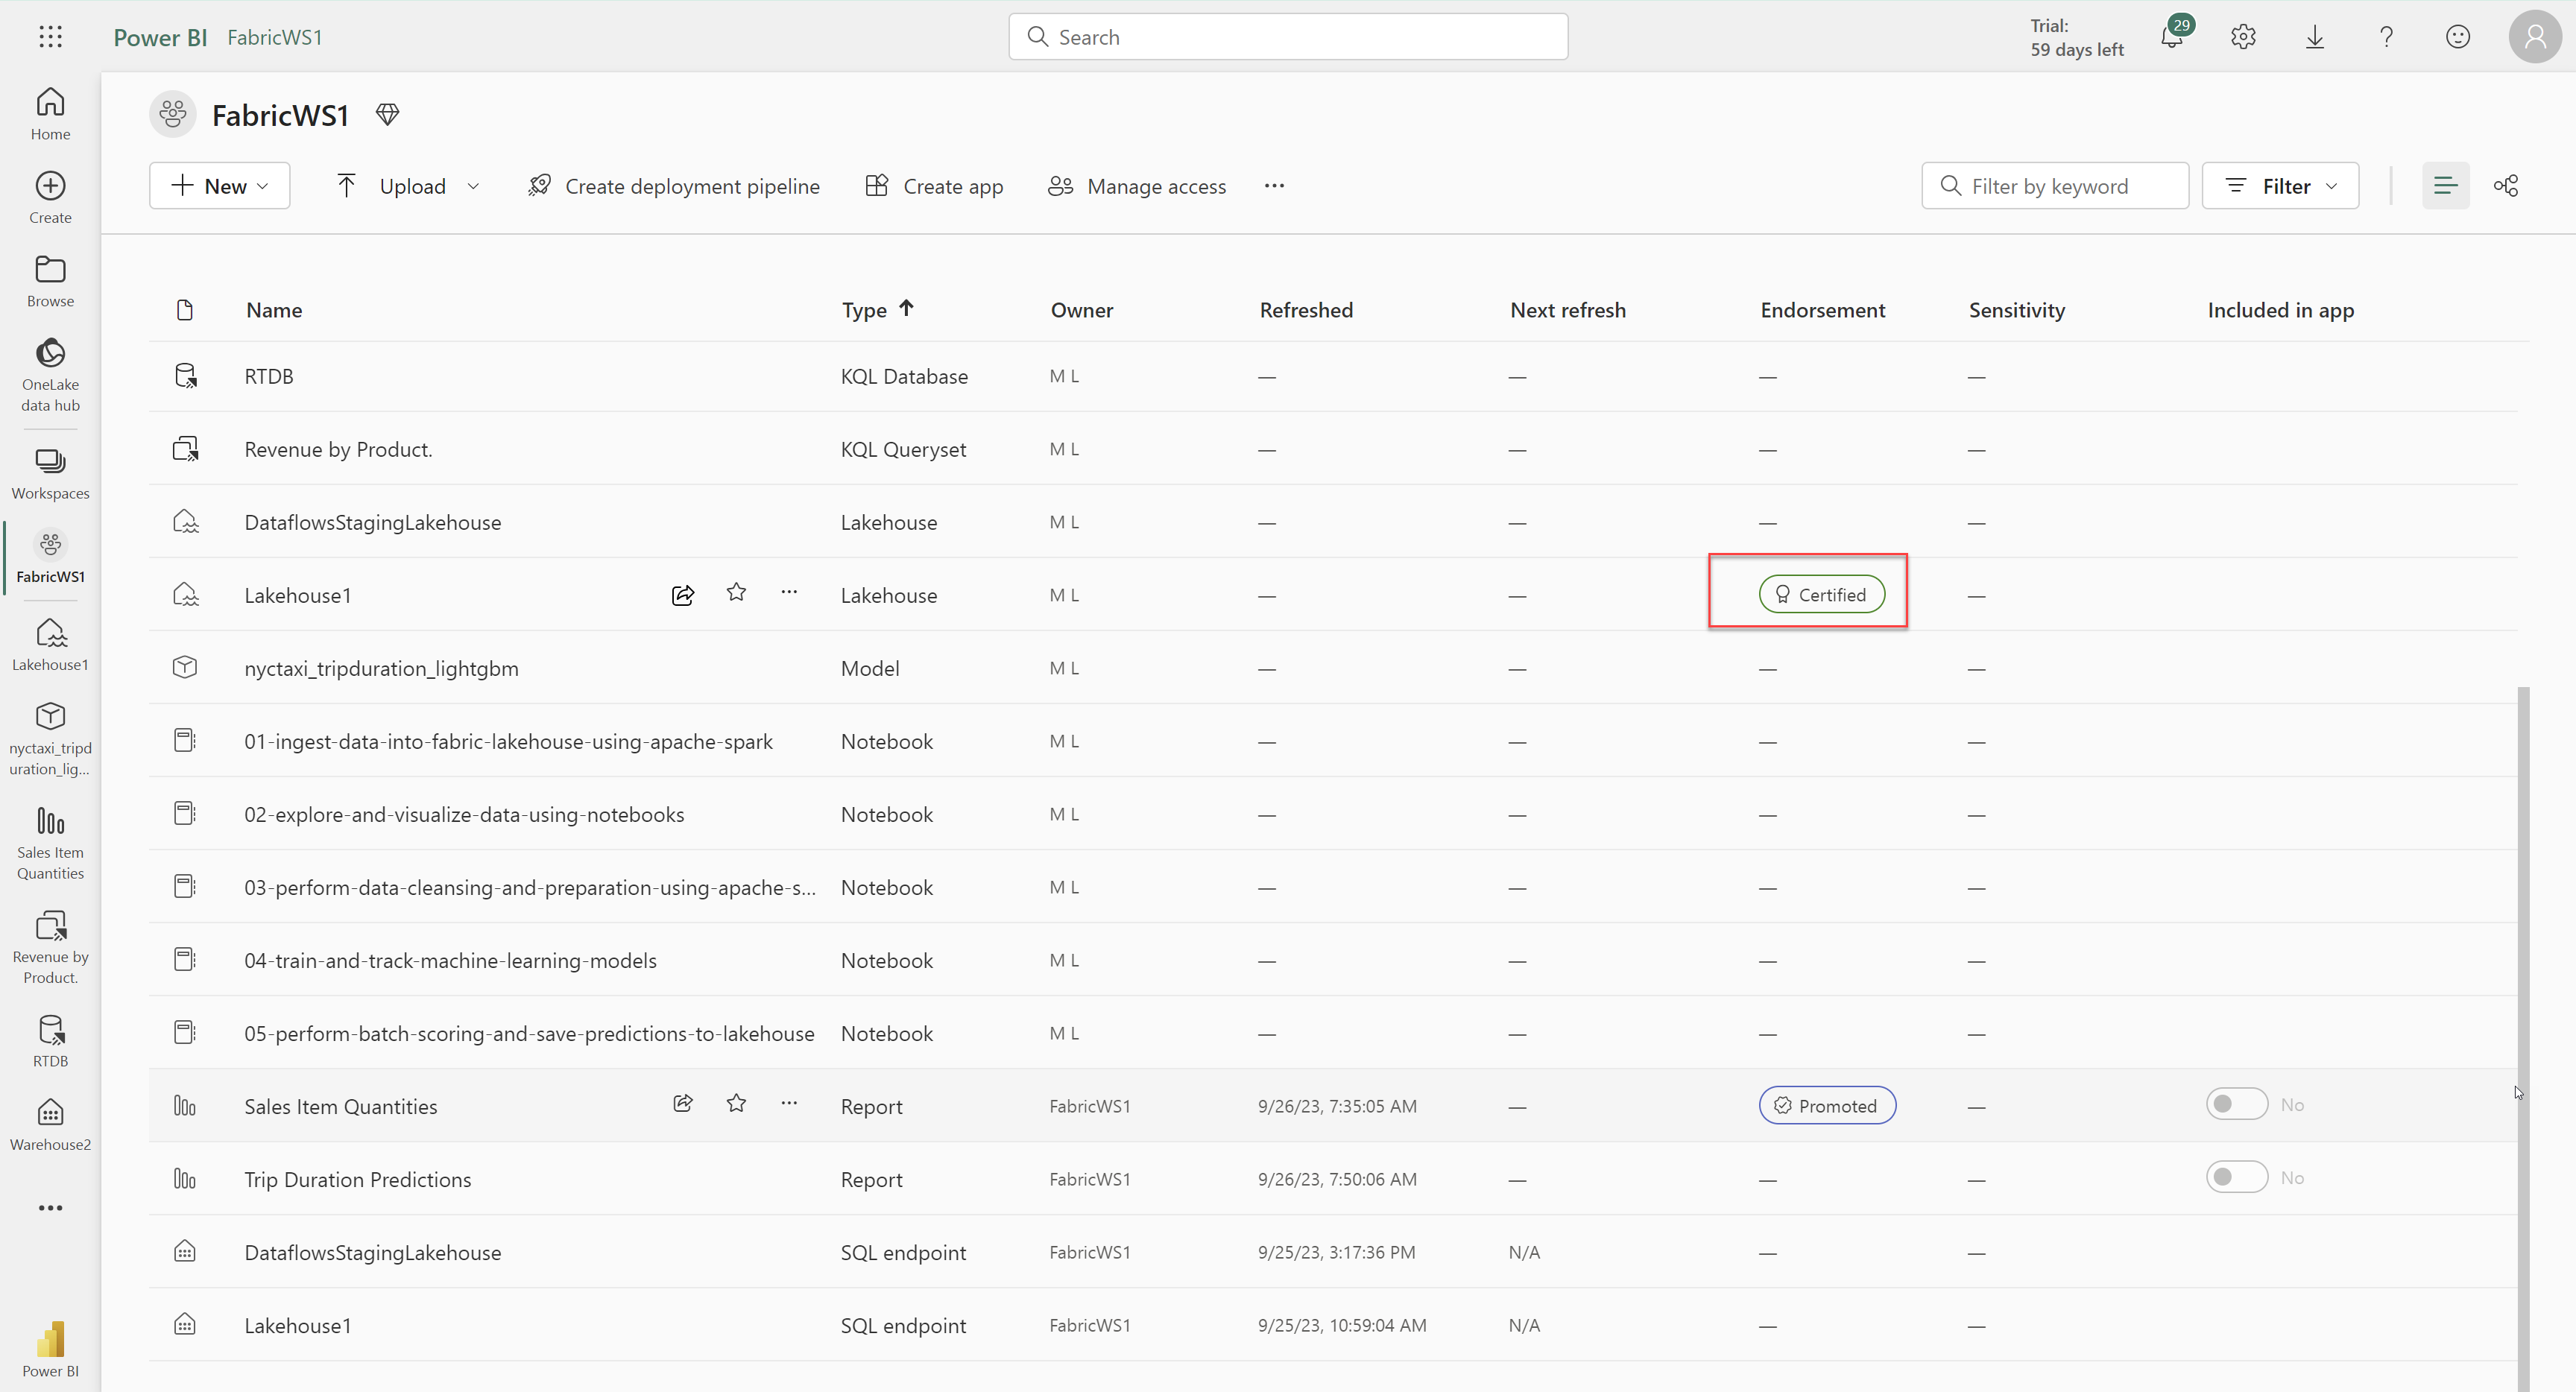 Power BI FabricWS1 Search Trial: 29
59 days left
Home
Create
Browse
OneLake
data hub
Workspaces
FabricWS1
Lakehouse1
nyctaxi_tripd
uration_lig...
Sales Item
Quantities
Revenue by
Product.
RTDB
Warehouse2
Power BI
FabricWS1
New Upload Create deployment pipeline Create app Manage access Filter by keyword Filter
Name Type Owner Refreshed Next refresh Endorsement Sensitivity Included in app
RTDB KQL Database M L — — — —
Revenue by Product. KQL Queryset M L — — — —
DataflowsStagingLakehouse Lakehouse M L — — — —
Lakehouse1 Lakehouse M L — — Certified —
nyctaxi_tripduration_lightgbm Model M L — — — —
01-ingest-data-into-fabric-lakehouse-using-apache-spark Notebook M L — — — —
02-explore-and-visualize-data-using-notebooks Notebook M L — — — —
03-perform-data-cleansing-and-preparation-using-apache-s... Notebook M L — — — —
04-train-and-track-machine-learning-models Notebook M L — — — —
05-perform-batch-scoring-and-save-predictions-to-lakehouse Notebook M L — — — —
Sales Item Quantities Report FabricWS1 9/26/23, 7:35:05 AM — Promoted — No
Trip Duration Predictions Report FabricWS1 9/26/23, 7:50:06 AM — — — No
DataflowsStagingLakehouse SQL endpoint FabricWS1 9/25/23, 3:17:36 PM N/A — —
Lakehouse1 SQL endpoint FabricWS1 9/25/23, 10:59:04 AM N/A — —